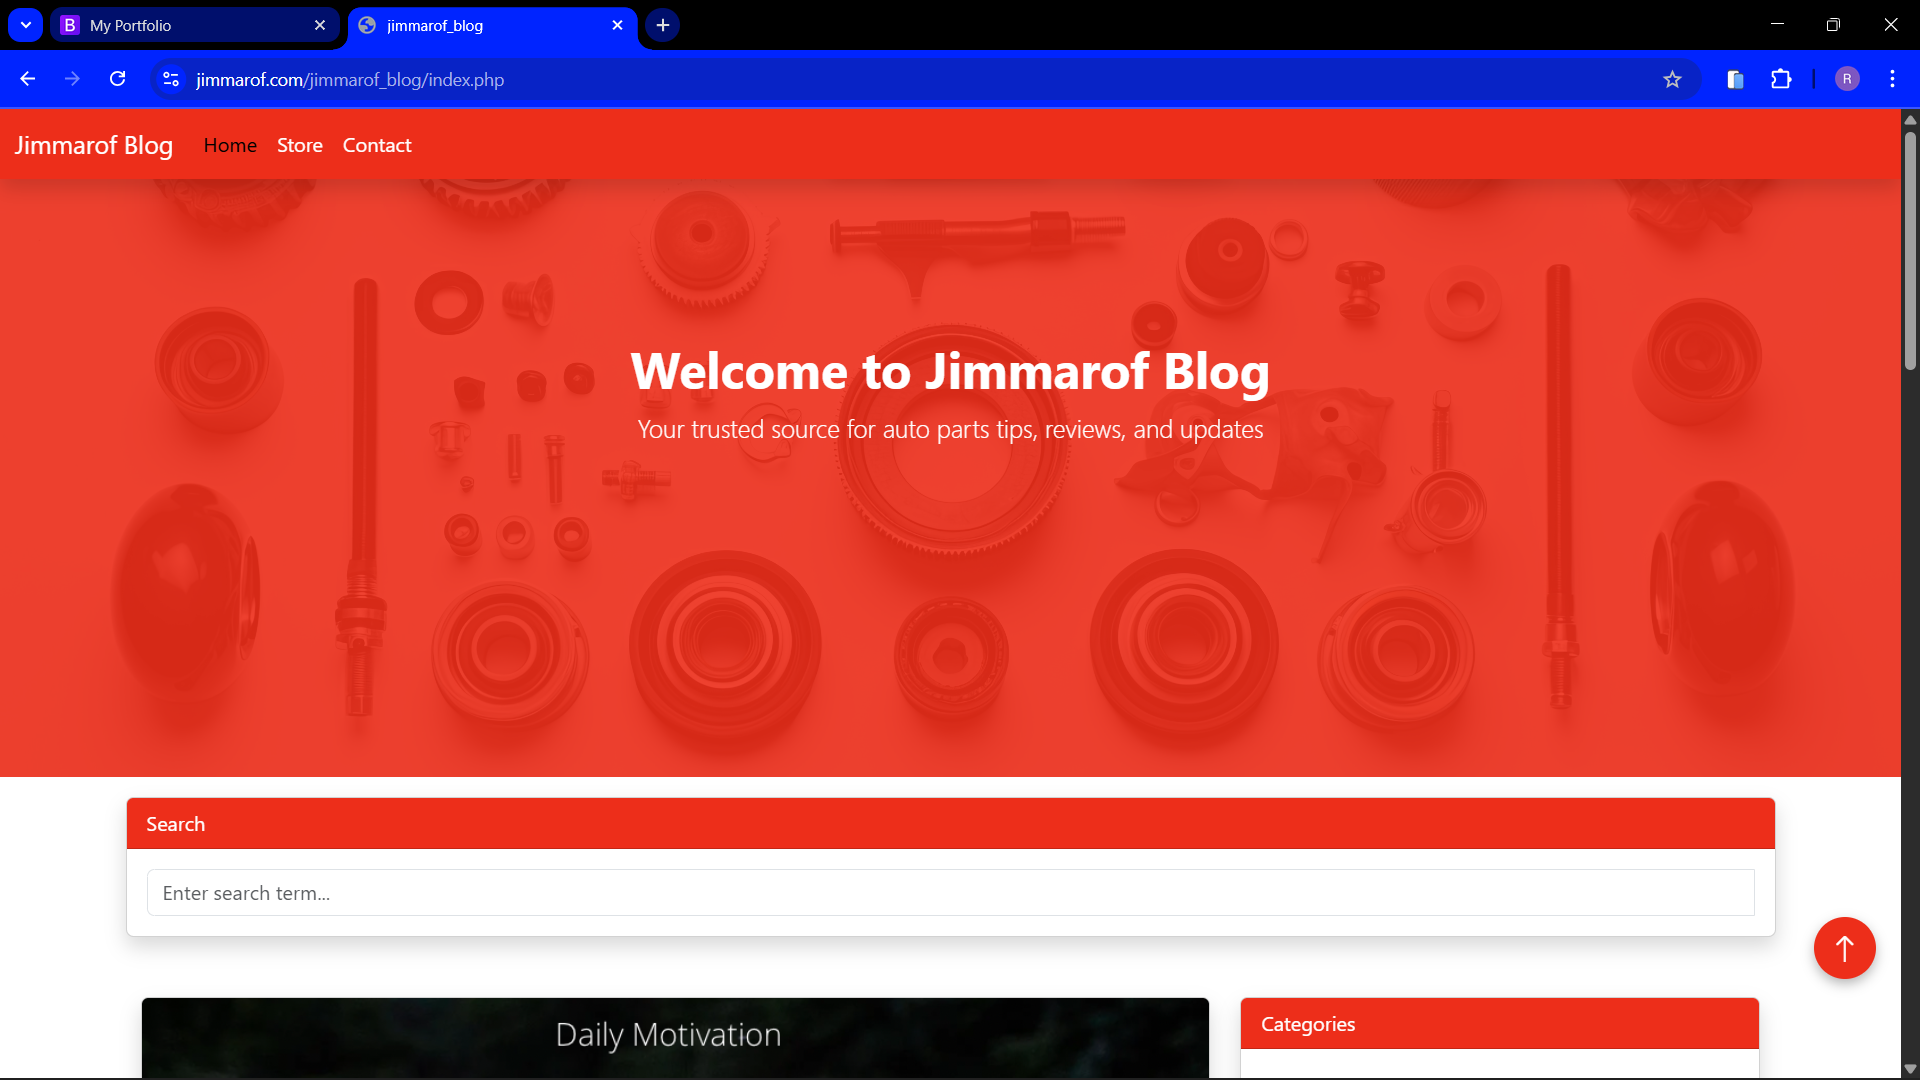 My Portfolio
jimmarof_blog
jimmarof.com/jimmarof_blog/index.php
R
Jimmarof Blog Home Store Contact
Welcome to Jimmarof Blog
Your trusted source for auto parts tips, reviews, and updates
Search
Enter search term...
Daily Motivation
Categories